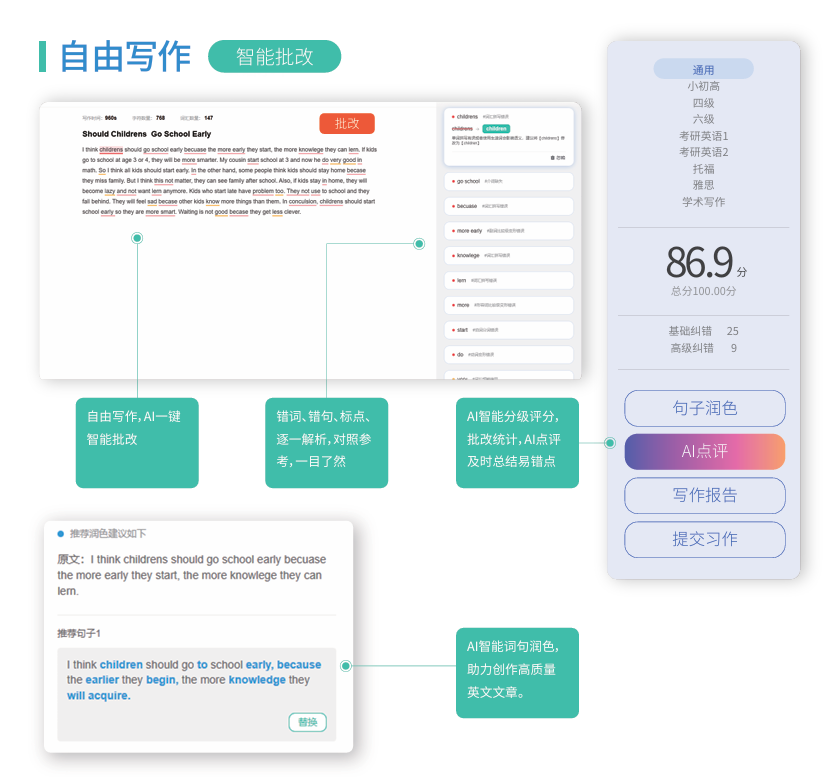 自由写作
智能批改
960s
768
147
批改
Should Childrens Go School Early
I think childrens should go school early becuase the more early they start, the more knowlege they can lern. If kids
go to school at age 3 or 4, they will be more smarter. My cousin start school at 3 and now he do very good in
math. So I think all kids should start early. In the other hand, some people think kids should stay home becase
they miss family. But I think this not matter, they can see family after school. Also, if kids stay in home, they will
become lazy and not want lern anymore. Kids who start late have problem too. They not use to school and they
fall behind. They will feel sad because other kids know more things than them. In conculsion, childrens should start
school early so they are more smart. Waiting is not good becase they get less clever.
childrens
childrens → children
忽略
go school
becuase
more early
knowlege
lern
more
start
do
very
自由写作,AI一键
智能批改
错词、错句、标点、
逐一解析,对照参
考,一目了然
AI智能分级评分,
批改统计,AI点评
及时总结易错点
通用
小初高
四级
六级
考研英语1
考研英语2
托福
雅思
学术写作
86.9分
总分100.00分
基础纠错 25
高级纠错 9
句子润色
AI点评
写作报告
提交习作
推荐润色建议如下
原文：I think childrens should go school early becuase
the more early they start, the more knowlege they can
lern.
推荐句子1
I think children should go to school early, because
the earlier they begin, the more knowledge they
will acquire.
替换
AI智能词句润色,
助力创作高质量
英文文章。